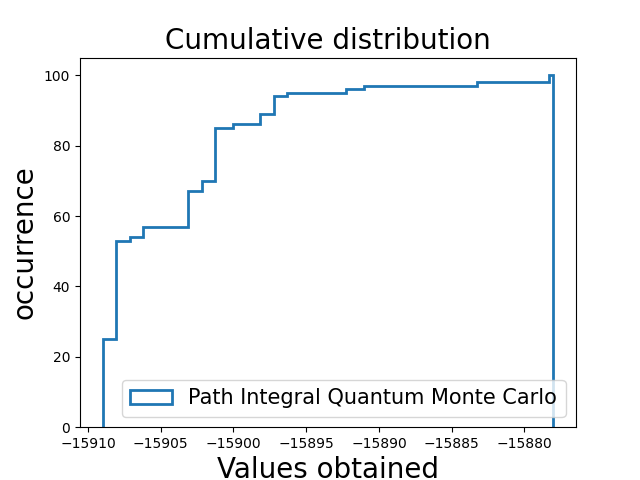 Cumulative distribution
100
80
60
40
20
0
occurrence
Path Integral Quantum Monte Carlo
−15910 −15905 −15900 −15895 −15890 −15885 −15880
Values obtained